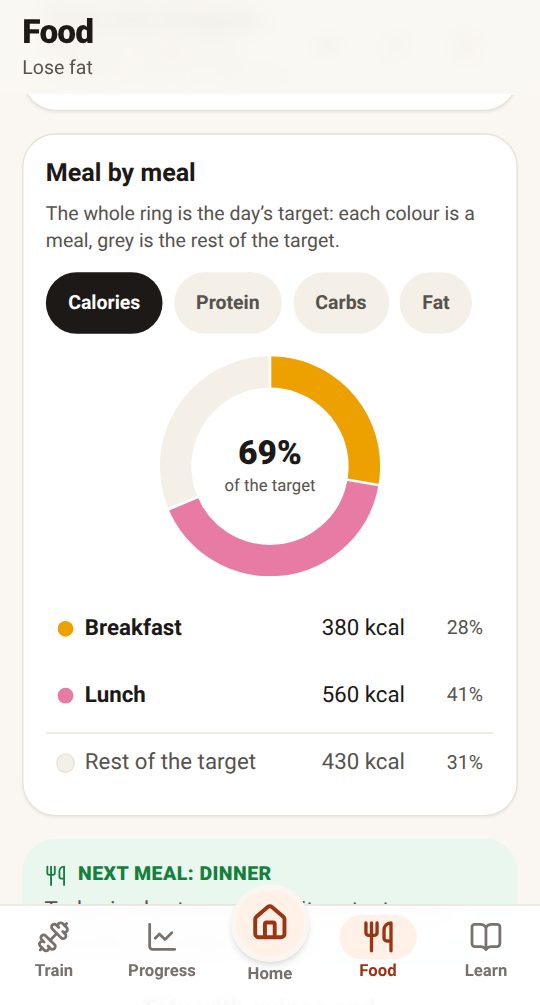 Food
Lose fat
Meal by meal
The whole ring is the day’s target: each colour is a
meal, grey is the rest of the target.
Calories Protein Carbs Fat
69%
of the target
Breakfast 380 kcal 28%
Lunch 560 kcal 41%
Rest of the target 430 kcal 31%
NEXT MEAL: DINNER
Train Progress Home Food Learn